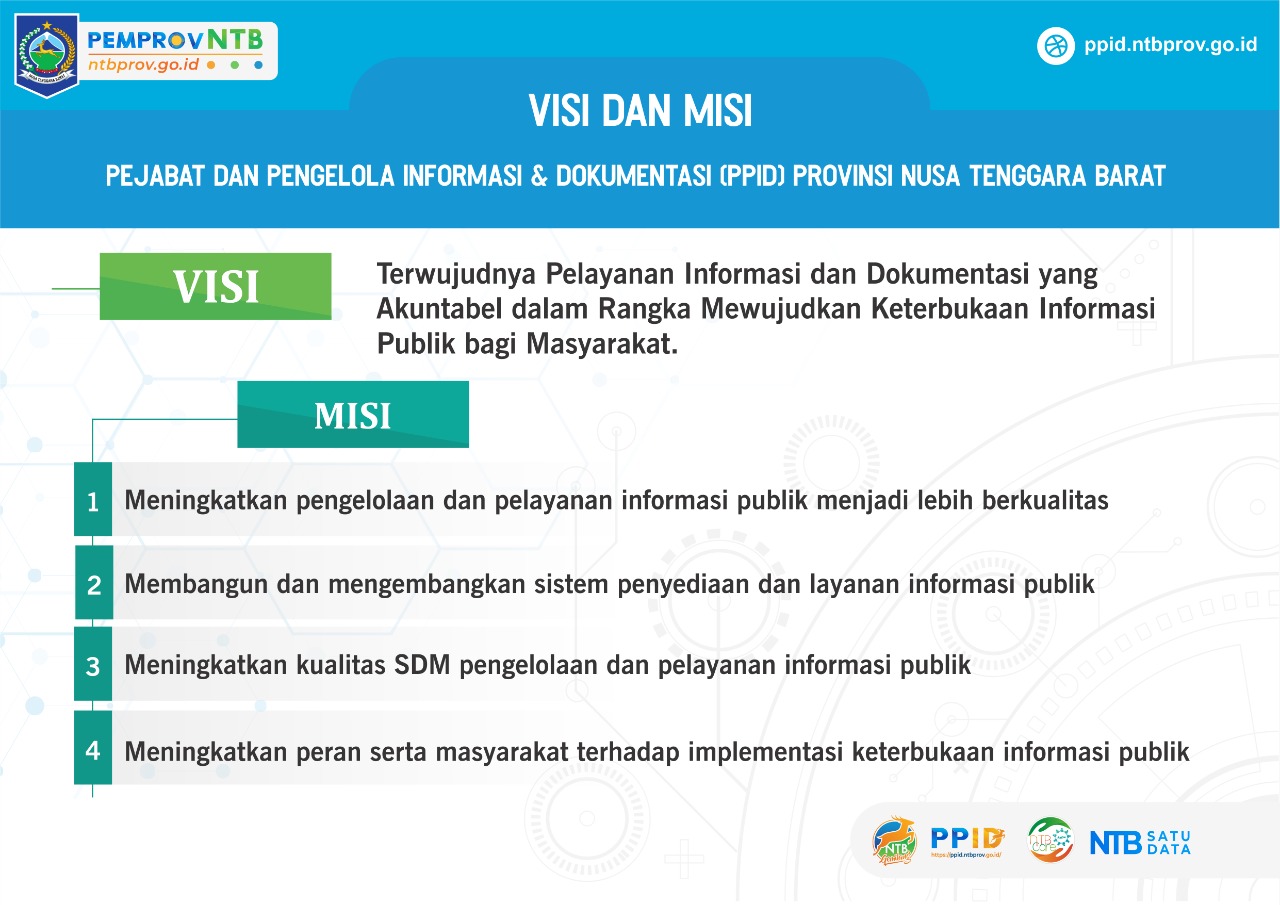 PEMPROV NTB
ntbprov.go.id
ppid.ntbprov.go.id
VISI DAN MISI
PEJABAT DAN PENGELOLA INFORMASI & DOKUMENTASI (PPID) PROVINSI NUSA TENGGARA BARAT
VISI
Terwujudnya Pelayanan Informasi dan Dokumentasi yang
Akuntabel dalam Rangka Mewujudkan Keterbukaan Informasi
Publik bagi Masyarakat.
MISI
1 Meningkatkan pengelolaan dan pelayanan informasi publik menjadi lebih berkualitas
2 Membangun dan mengembangkan sistem penyediaan dan layanan informasi publik
3 Meningkatkan kualitas SDM pengelolaan dan pelayanan informasi publik
4 Meningkatkan peran serta masyarakat terhadap implementasi keterbukaan informasi publik
NTB
Gemilang
PPID
https://ppid.ntbprov.go.id/
NTB
Care
NTB SATU
DATA